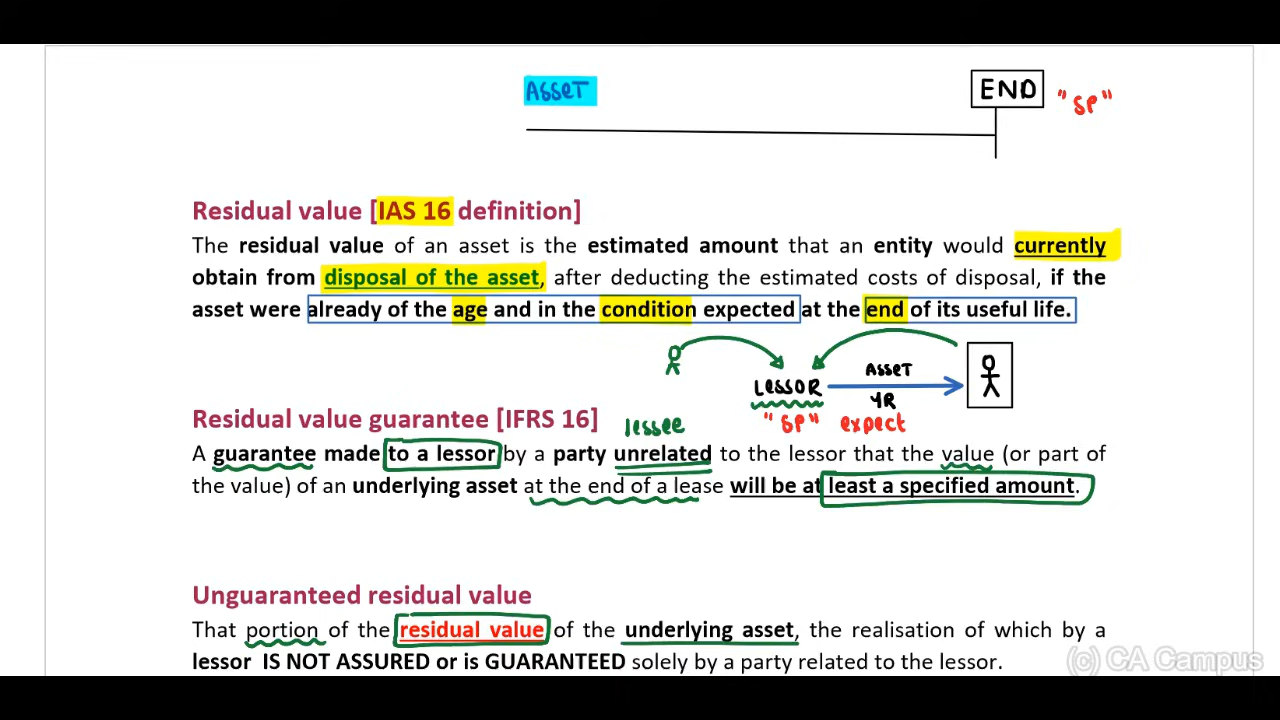 ASSET
END
"SP"
Residual value [IAS 16 definition]
The residual value of an asset is the estimated amount that an entity would currently
obtain from disposal of the asset, after deducting the estimated costs of disposal, if the
asset were already of the age and in the condition expected at the end of its useful life.
LESSOR
ASSET
4R
"SP" expect
Residual value guarantee [IFRS 16]
lessee
A guarantee made to a lessor by a party unrelated to the lessor that the value (or part of
the value) of an underlying asset at the end of a lease will be at least a specified amount.
Unguaranteed residual value
That portion of the residual value of the underlying asset, the realisation of which by a
lessor IS NOT ASSURED or is GUARANTEED solely by a party related to the lessor.
(c) CA Campus